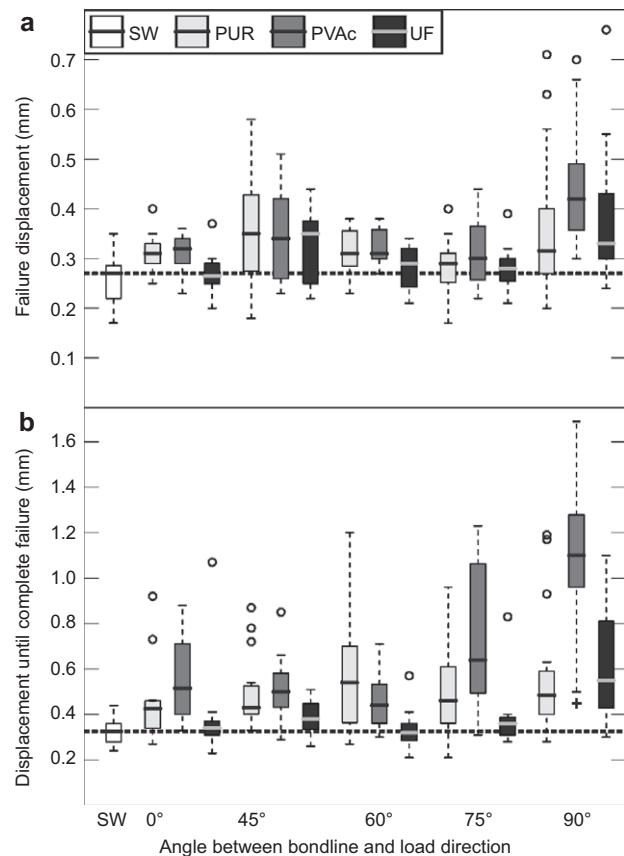 a
SW PUR PVAc UF
0.7
0.6
0.5
0.4
0.3
0.2
0.1
Failure displacement (mm)
b
1.6
1.4
1.2
1.0
0.8
0.6
0.4
0.2
Displacement until complete failure (mm)
SW 0° 45° 60° 75° 90°
Angle between bondline and load direction